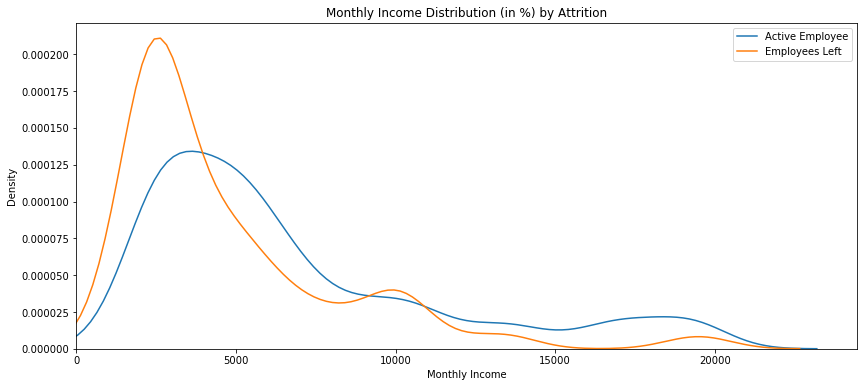 Monthly Income Distribution (in %) by Attrition
Active Employee
Employees Left
0.000200
0.000175
0.000150
0.000125
0.000100
0.000075
0.000050
0.000025
0.000000
Density
0 5000 10000 15000 20000
Monthly Income